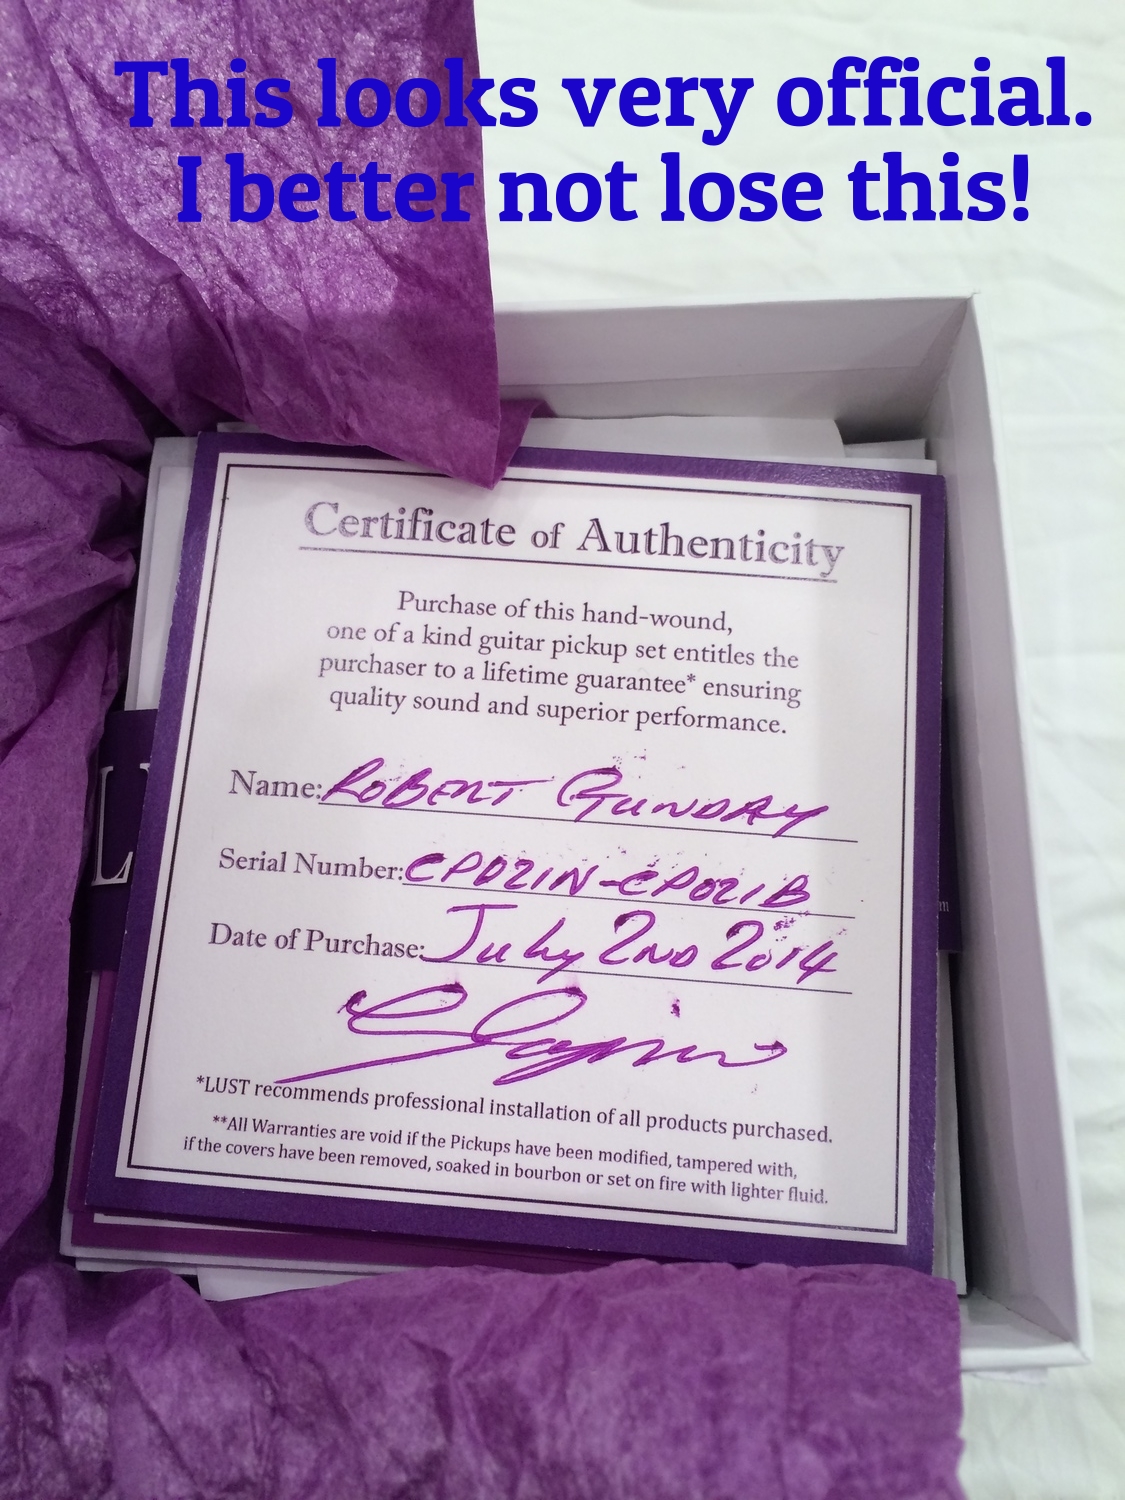 This looks very official.
I better not lose this!
Certificate of Authenticity
Purchase of this hand-wound,
one of a kind guitar pickup set entitles the
purchaser to a lifetime guarantee* ensuring
quality sound and superior performance.
Name: ROBERT GUNDAY
Serial Number: CP021N-CP021B
Date of Purchase: July 2ND 2014
*LUST recommends professional installation of all products purchased.
**All Warranties are void if the Pickups have been modified, tampered with,
if the covers have been removed, soaked in bourbon or set on fire with lighter fluid.